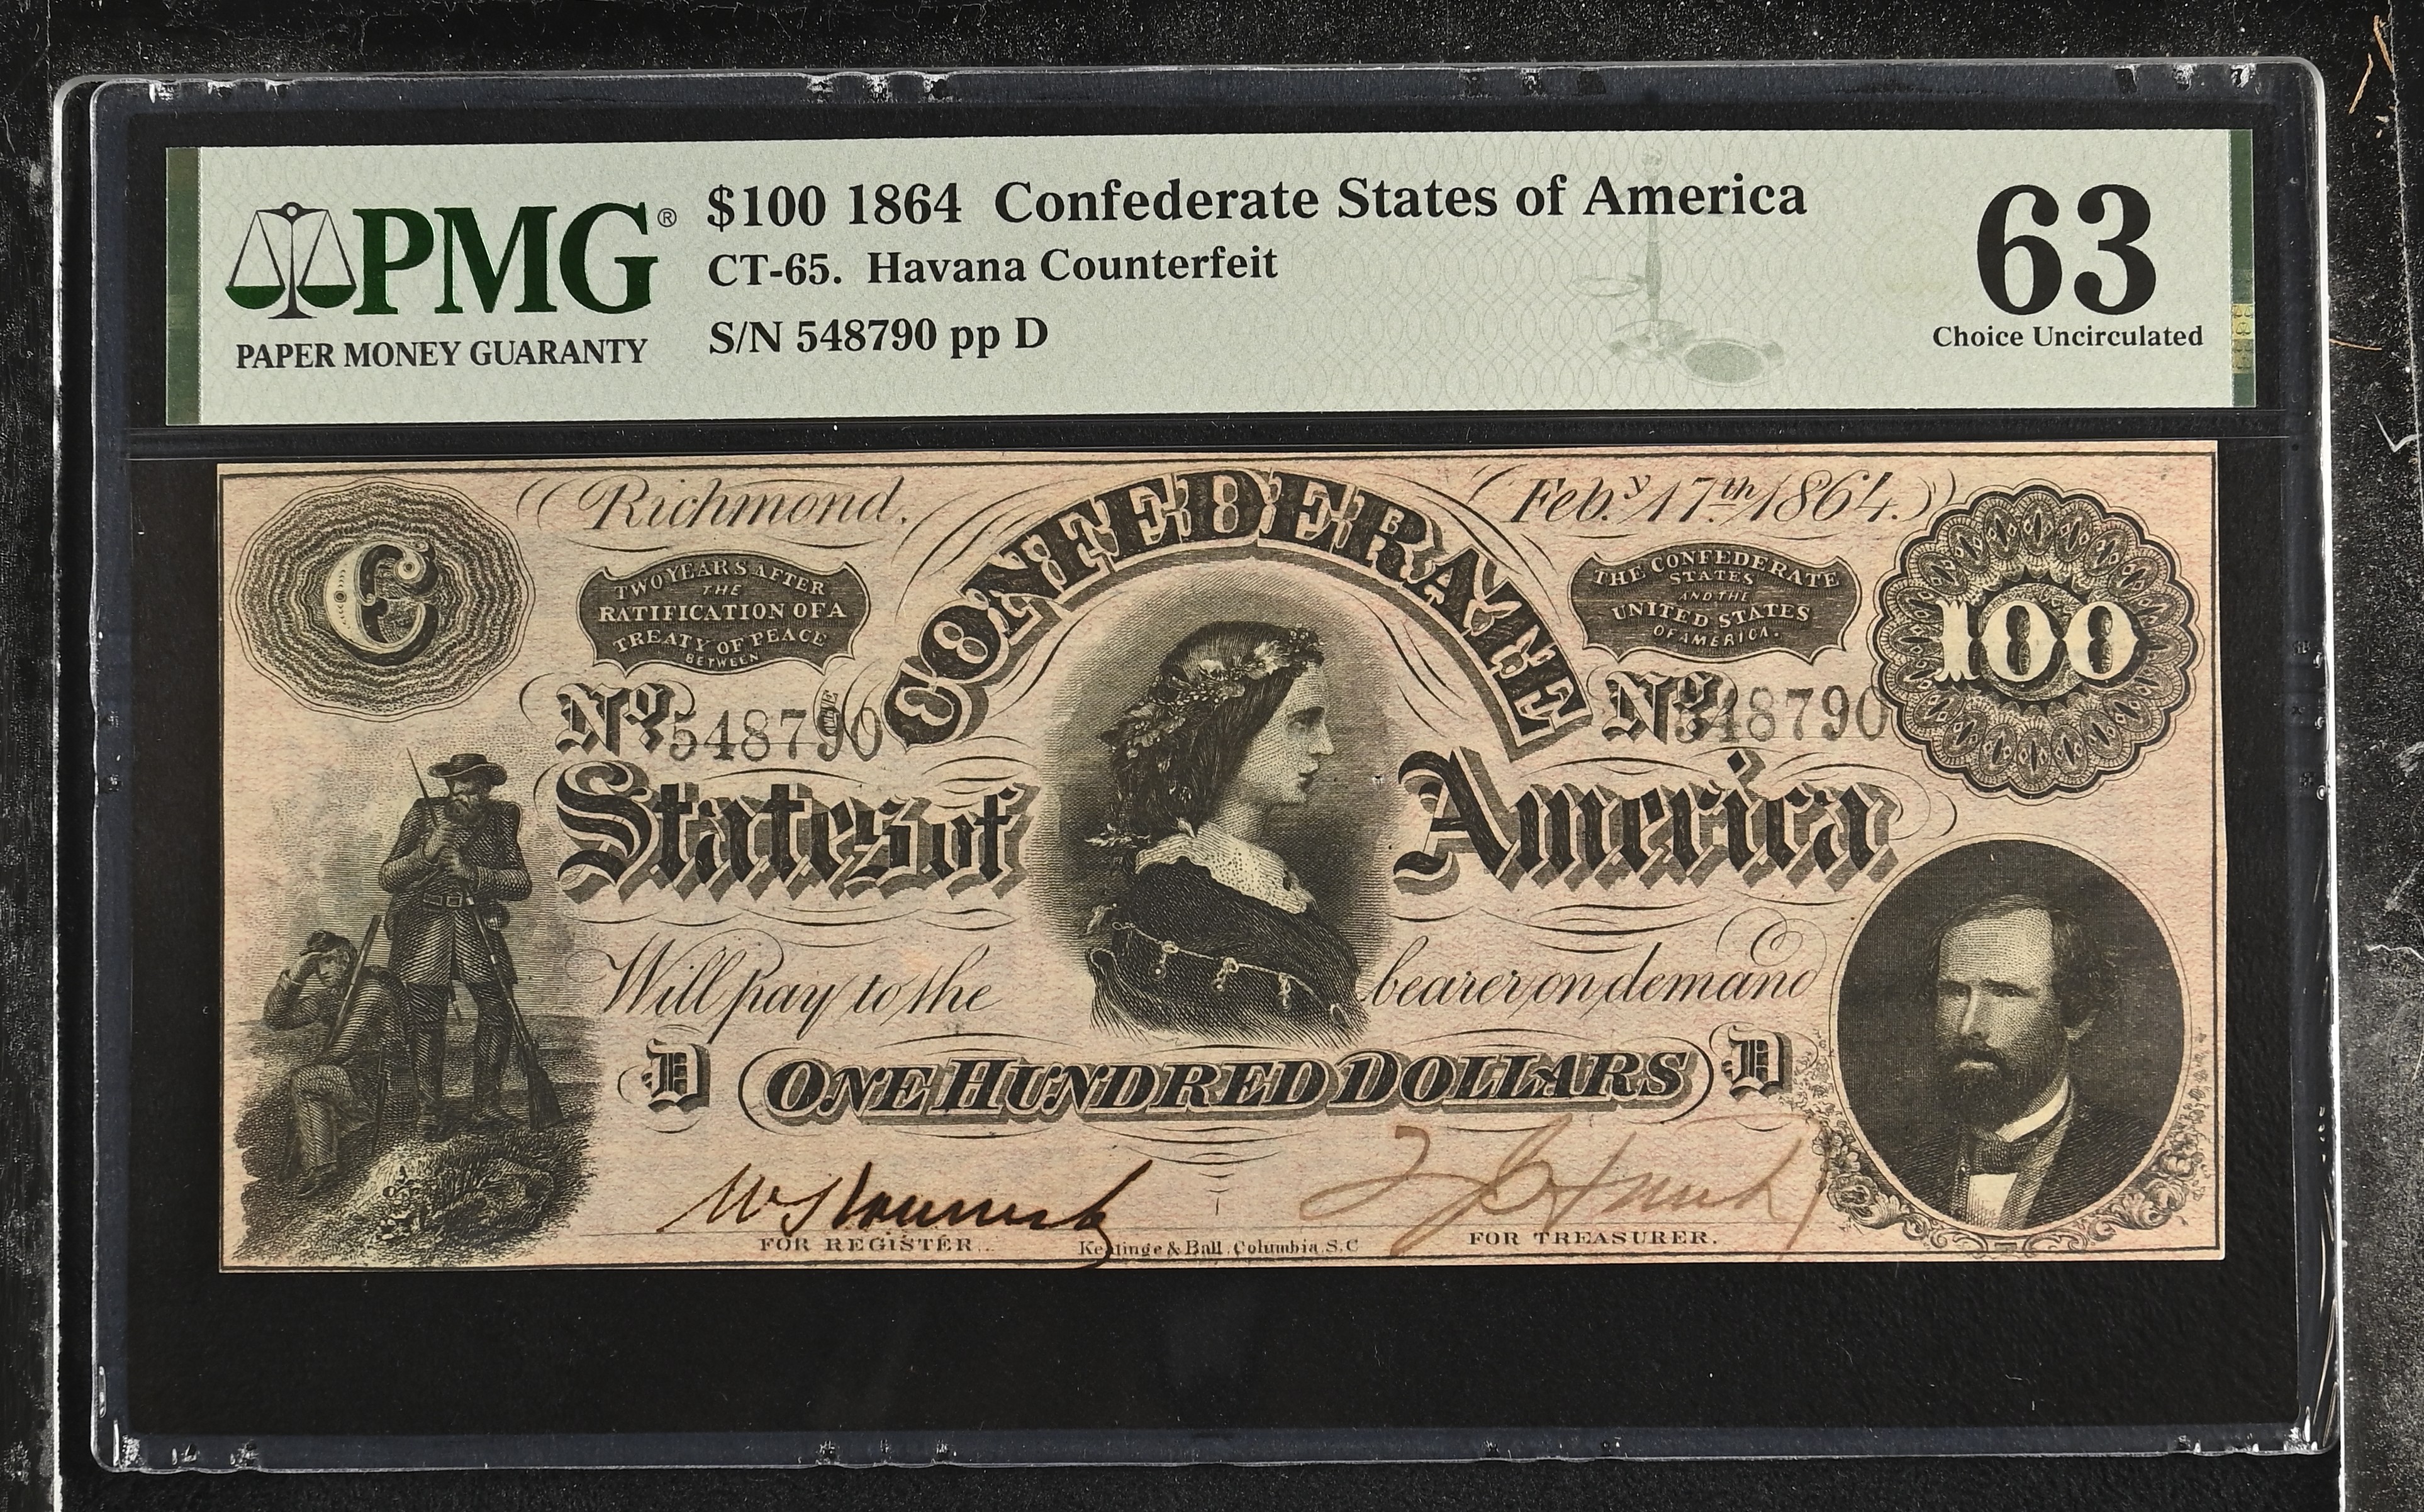 PMG®
PAPER MONEY GUARANTY
$100 1864 Confederate States of America
CT-65. Havana Counterfeit
S/N 548790 pp D
63
Choice Uncirculated
Richmond.
Feb.y 17th 1864.
C
TWO YEARS AFTER
THE
RATIFICATION OF A
TREATY OF PEACE
BETWEEN
CONFEDERATE
THE CONFEDERATE
STATES
AND THE
UNITED STATES
OF AMERICA.
100
No. 548790
No. 548790
States of America
Will pay to the bearer on demand
D ONE HUNDRED DOLLARS D
FOR REGISTER
Keatinge & Ball, Columbia, S.C
FOR TREASURER.